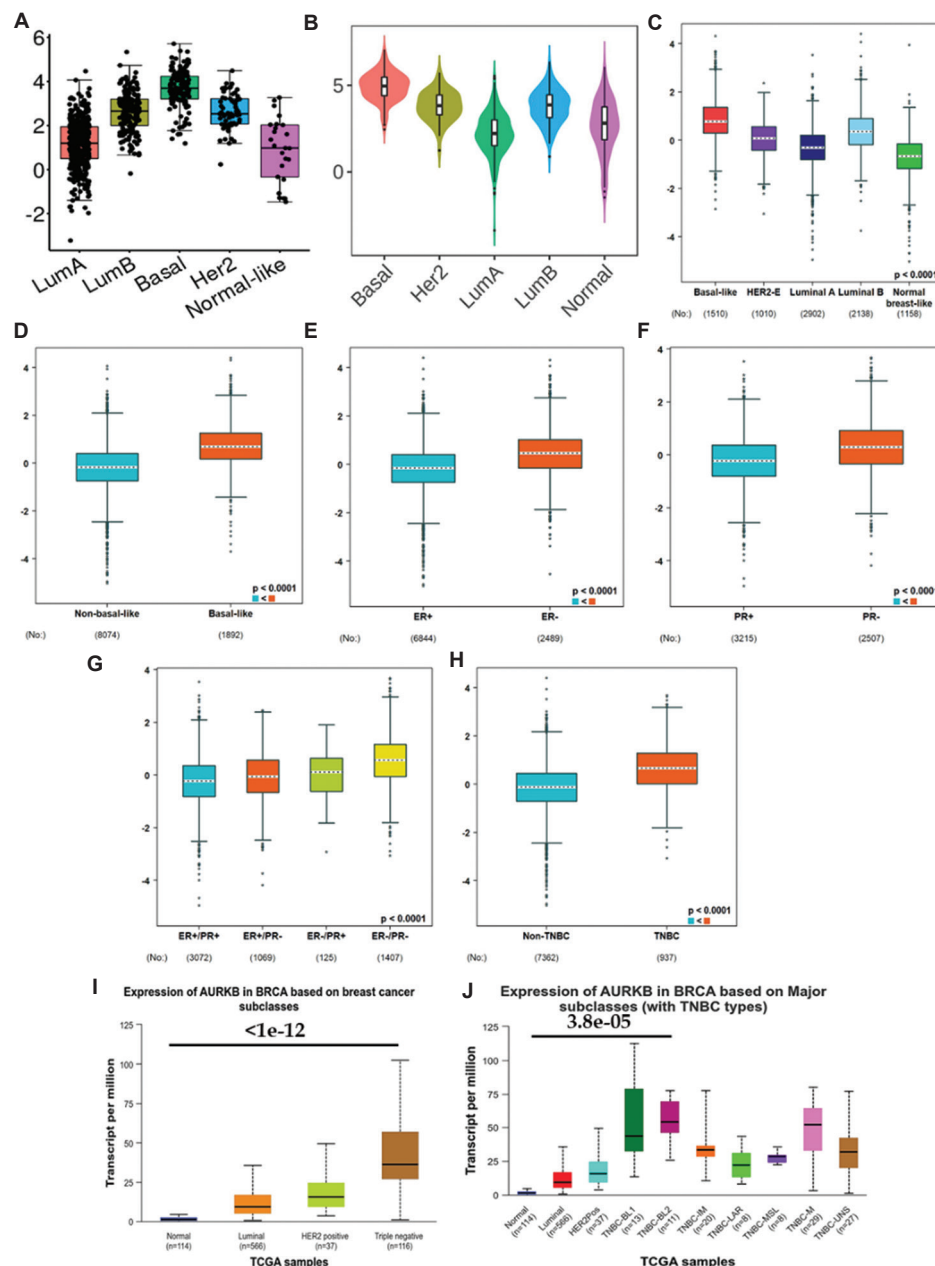 A
6
4
2
0
-2
LumA
LumB
Basal
Her2
Normal-like
B
5
0
Basal
Her2
LumA
LumB
Normal
C
4
2
0
-2
-4
p < 0.0001
Basal-like HER2-E Luminal A Luminal B Normal breast-like
(No:) (1510) (1010) (2902) (2138) (1158)
D
4
2
0
-2
-4
p < 0.0001
<
Non-basal-like Basal-like
(No:) (8074) (1892)
E
4
2
0
-2
-4
p < 0.0001
<
ER+ ER-
(No:) (6844) (2489)
F
4
2
0
-2
-4
p < 0.0001
<
PR+ PR-
(No:) (3215) (2507)
G
4
2
0
-2
-4
p < 0.0001
ER+/PR+ ER+/PR- ER-/PR+ ER-/PR-
(No:) (3072) (1069) (125) (1407)
H
4
2
0
-2
-4
p < 0.0001
<
Non-TNBC TNBC
(No:) (7362) (937)
I
Expression of AURKB in BRCA based on breast cancer
subclasses
<1e-12
Transcript per million
125
100
75
50
25
0
Normal Luminal HER2 positive Triple negative
(n=114) (n=566) (n=37) (n=116)
TCGA samples
J
Expression of AURKB in BRCA based on Major
subclasses (with TNBC types)
3.8e-05
Transcript per million
125
100
75
50
25
0
Normal
(n=114)
Luminal
(n=566)
HER2Pos
(n=37)
TNBC-BL1
(n=13)
TNBC-BL2
(n=11)
TNBC-IM
(n=20)
TNBC-LAR
(n=8)
TNBC-MSL
(n=8)
TNBC-M
(n=29)
TNBC-UNS
(n=27)
TCGA samples